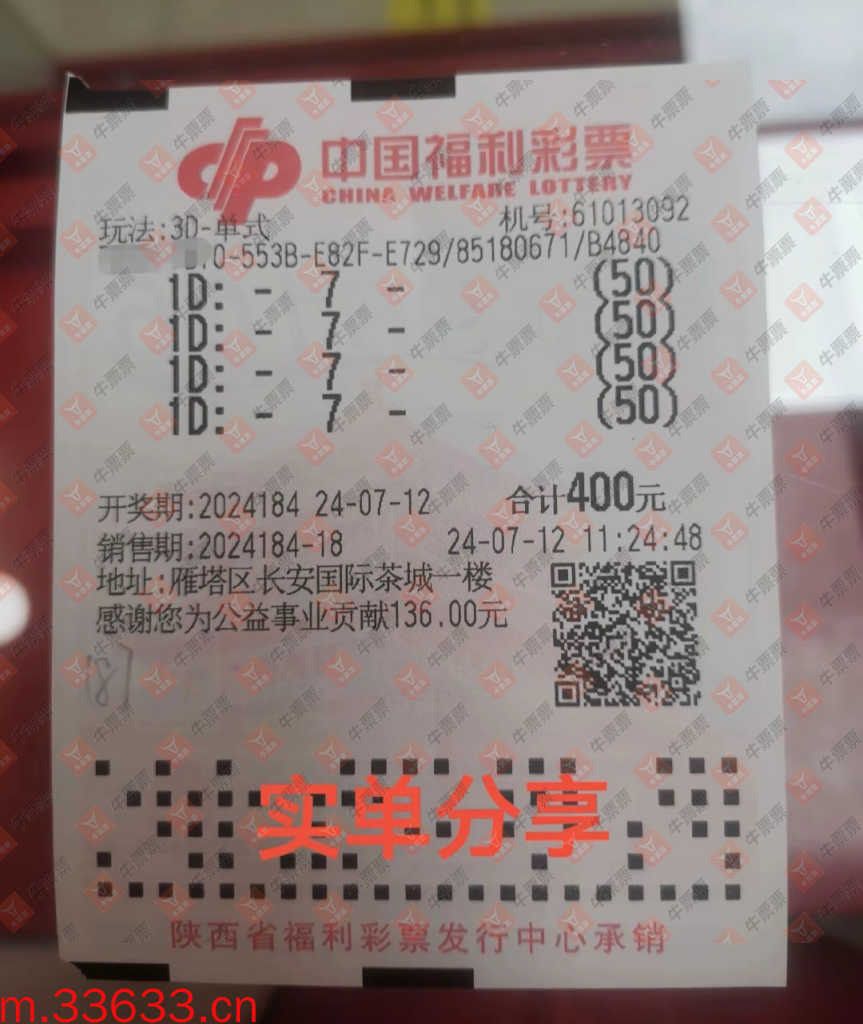 中国福利彩票
CHINA WELFARE LOTTERY
玩法:3D-单式 机号:61013092
0-553B-E82F-E729/85180671/B4840
1D: - 7 - (50)
1D: - 7 - (50)
1D: - 7 - (50)
1D: - 7 - (50)
开奖期:2024184 24-07-12 合计400元
销售期:2024184-18 24-07-12 11:24:48
地址:雁塔区长安国际茶城一楼
感谢您为公益事业贡献136.00元
实单分享
陕西省福利彩票发行中心承销
m.33633.cn
牛票票